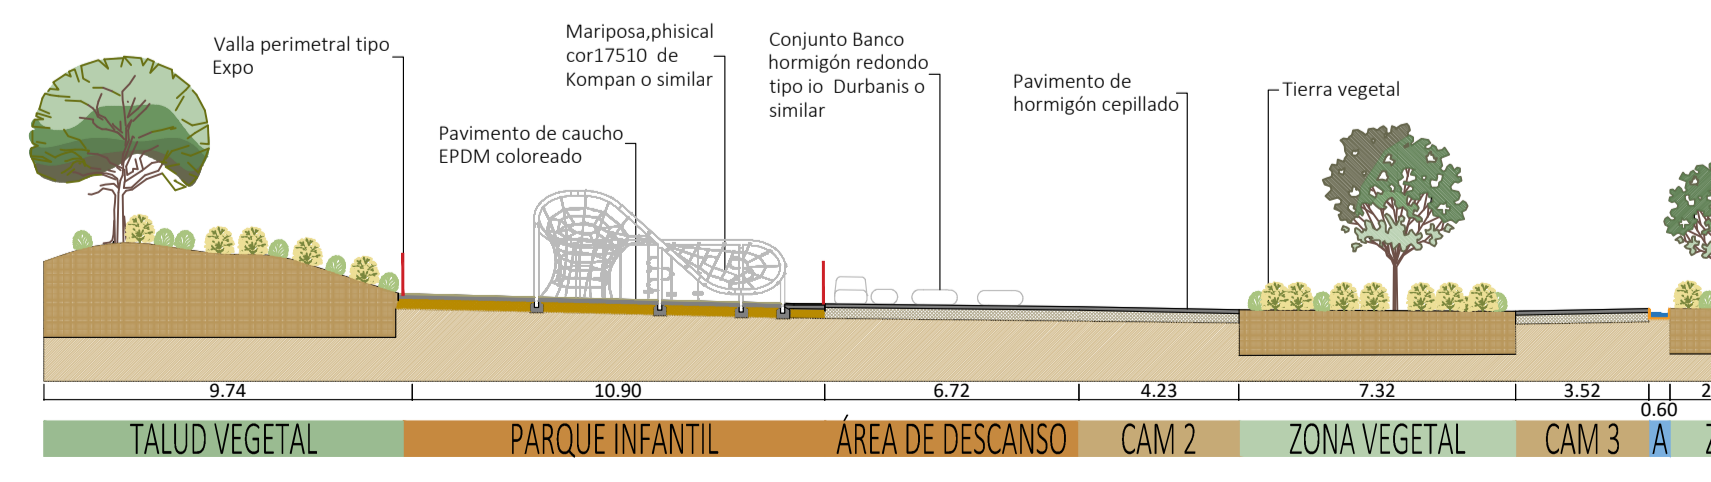 Valla perimetral tipo
Expo
Mariposa,phisical
cor17510 de
Kompan o similar
Conjunto Banco
hormigón redondo
tipo io Durbanis o
similar
Pavimento de
hormigón cepillado
Tierra vegetal
Pavimento de caucho
EPDM coloreado
9.74 10.90 6.72 4.23 7.32 3.52 2
0.60
TALUD VEGETAL PARQUE INFANTIL ÁREA DE DESCANSO CAM 2 ZONA VEGETAL CAM 3 A Z